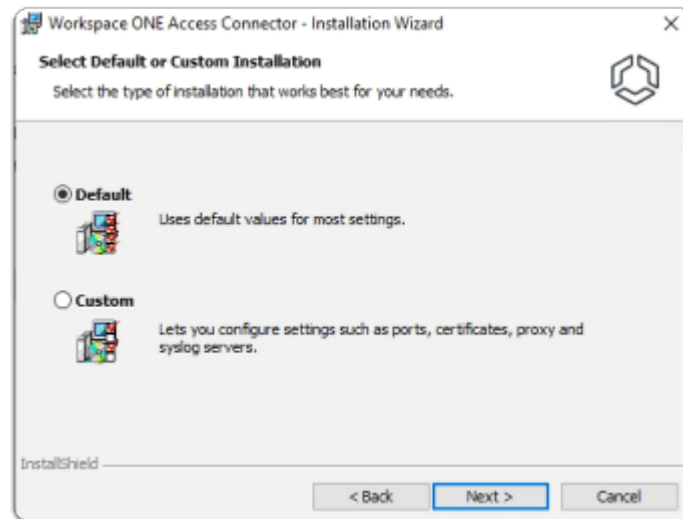 Workspace ONE Access Connector - Installation Wizard
Select Default or Custom Installation
Select the type of installation that works best for your needs.
Default
Uses default values for most settings.
Custom
Lets you configure settings such as ports, certificates, proxy and
syslog servers.
InstallShield
< Back
Next >
Cancel